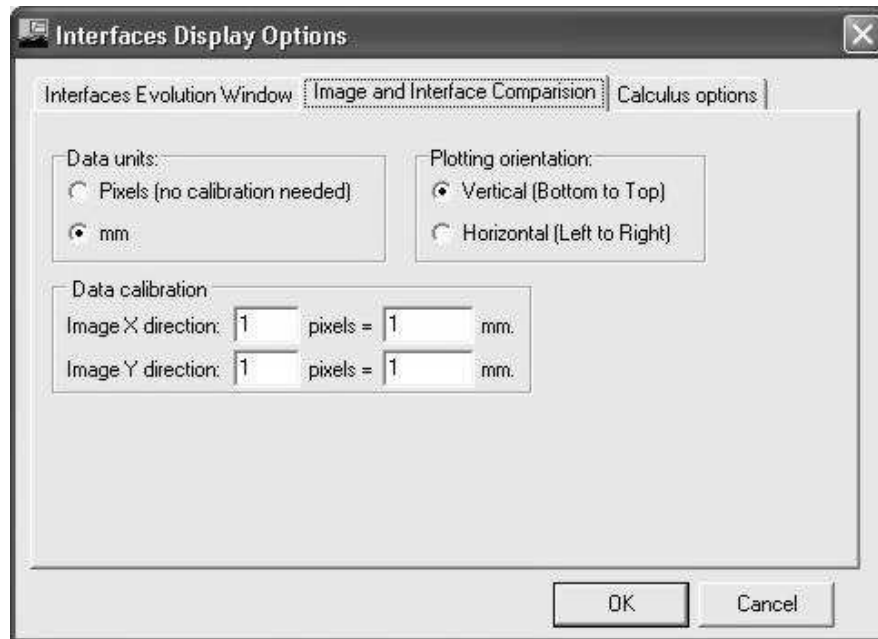 Interfaces Display Options
Interfaces Evolution Window
Image and Interface Comparision
Calculus options
Data units:
Pixels (no calibration needed)
mm
Plotting orientation:
Vertical (Bottom to Top)
Horizontal (Left to Right)
Data calibration
Image X direction: 1 pixels = 1 mm.
Image Y direction: 1 pixels = 1 mm.
OK
Cancel